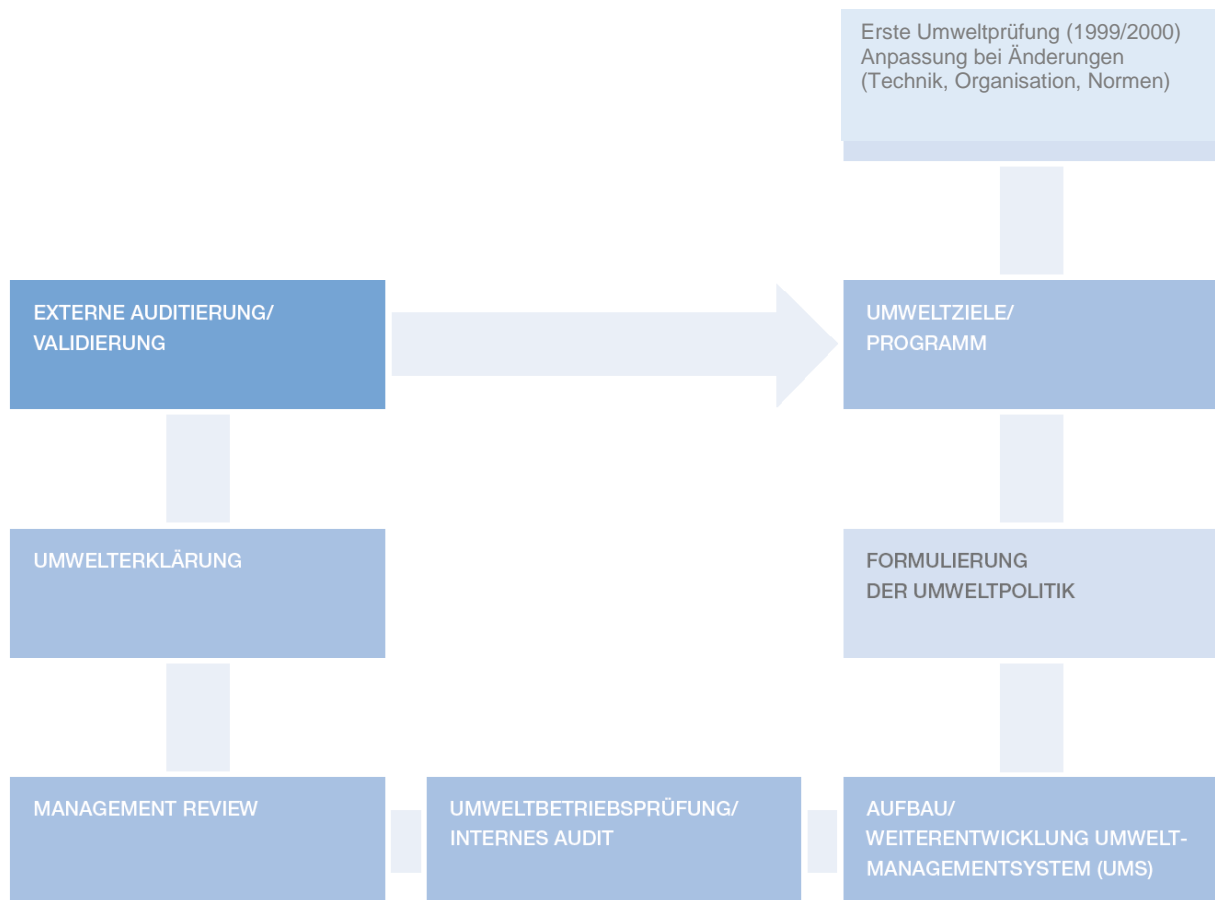 Erste Umweltprüfung (1999/2000)
Anpassung bei Änderungen
(Technik, Organisation, Normen)
EXTERNE AUDITIERUNG/
VALIDIERUNG
UMWELTZIELE/
PROGRAMM
UMWELTERKLÄRUNG
FORMULIERUNG
DER UMWELTPOLITIK
MANAGEMENT REVIEW
UMWELTBETRIEBSPRÜFUNG/
INTERNES AUDIT
AUFBAU/
WEITERENTWICKLUNG UMWELT-
MANAGEMENTSYSTEM (UMS)